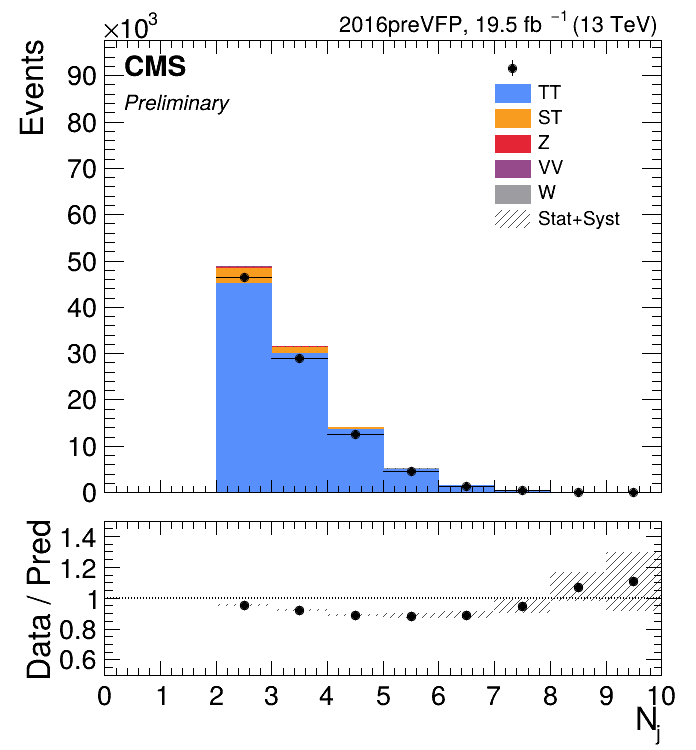 ×10³
2016preVFP, 19.5 fb⁻¹ (13 TeV)
Events
CMS
Preliminary
TT
ST
Z
VV
W
Stat+Syst
90
80
70
60
50
40
30
20
10
0
Data / Pred
1.4
1.2
1
0.8
0.6
0 1 2 3 4 5 6 7 8 9 10
N_j